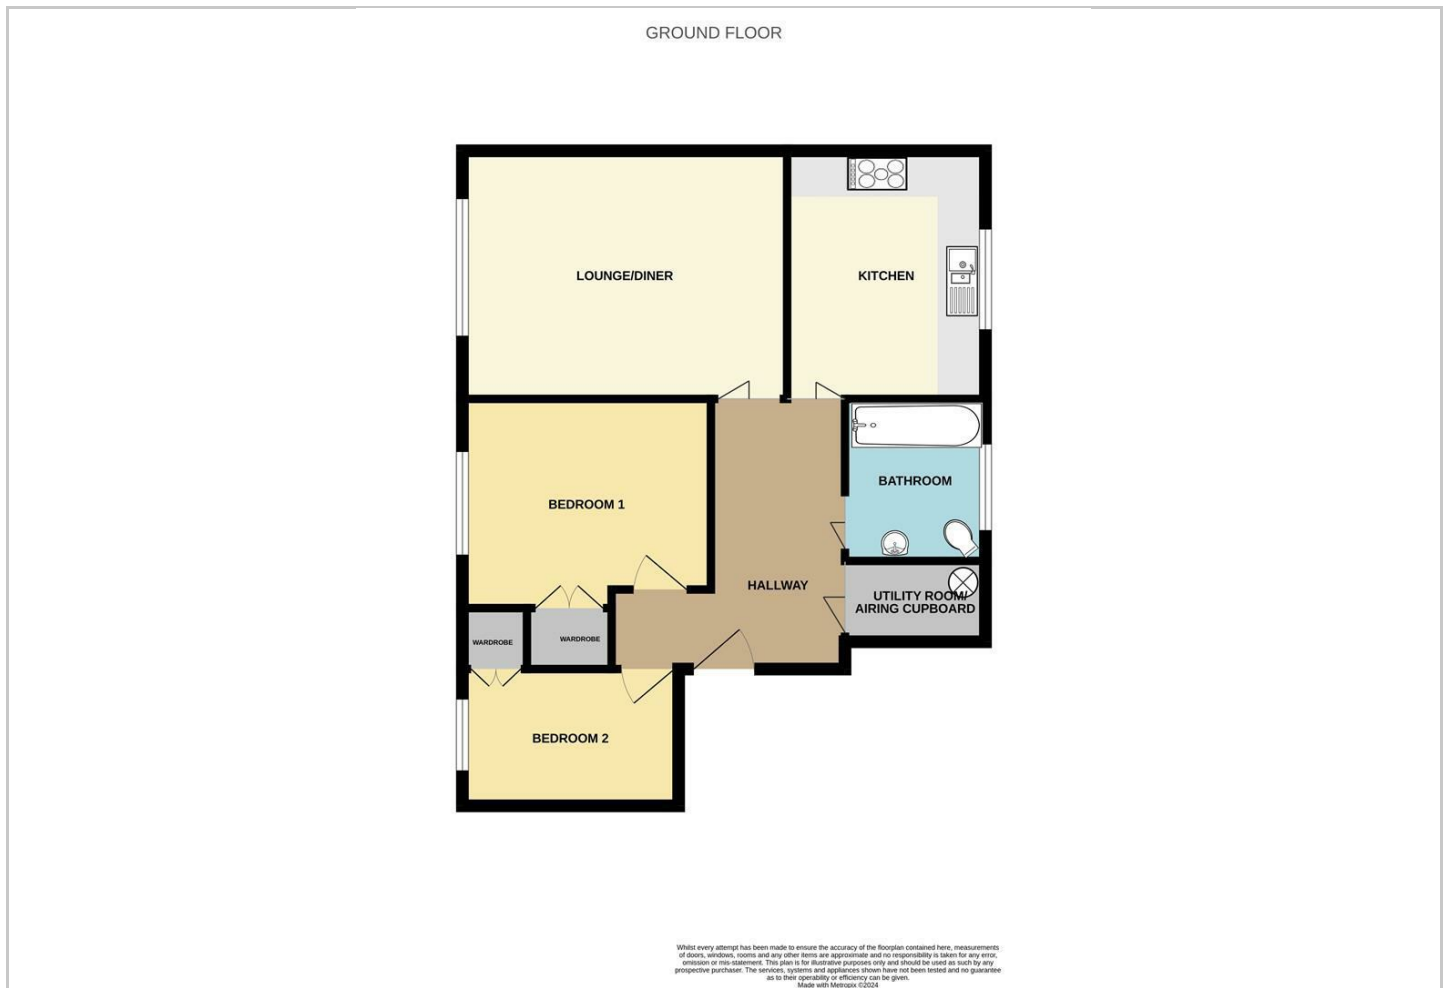 GROUND FLOOR
LOUNGE/DINER
KITCHEN
BATHROOM
BEDROOM 1
HALLWAY
UTILITY ROOM/
AIRING CUPBOARD
WARDROBE
WARDROBE
BEDROOM 2
Whilst every attempt has been made to ensure the accuracy of the floorplan contained here, measurements
of doors, windows, rooms and any other items are approximate and no responsibility is taken for any error,
omission or mis-statement. This plan is for illustrative purposes only and should be used as such by any
prospective purchaser. The services, systems and appliances shown have not been tested and no guarantee
as to their operability or efficiency can be given.
Made with Metropix ©2024